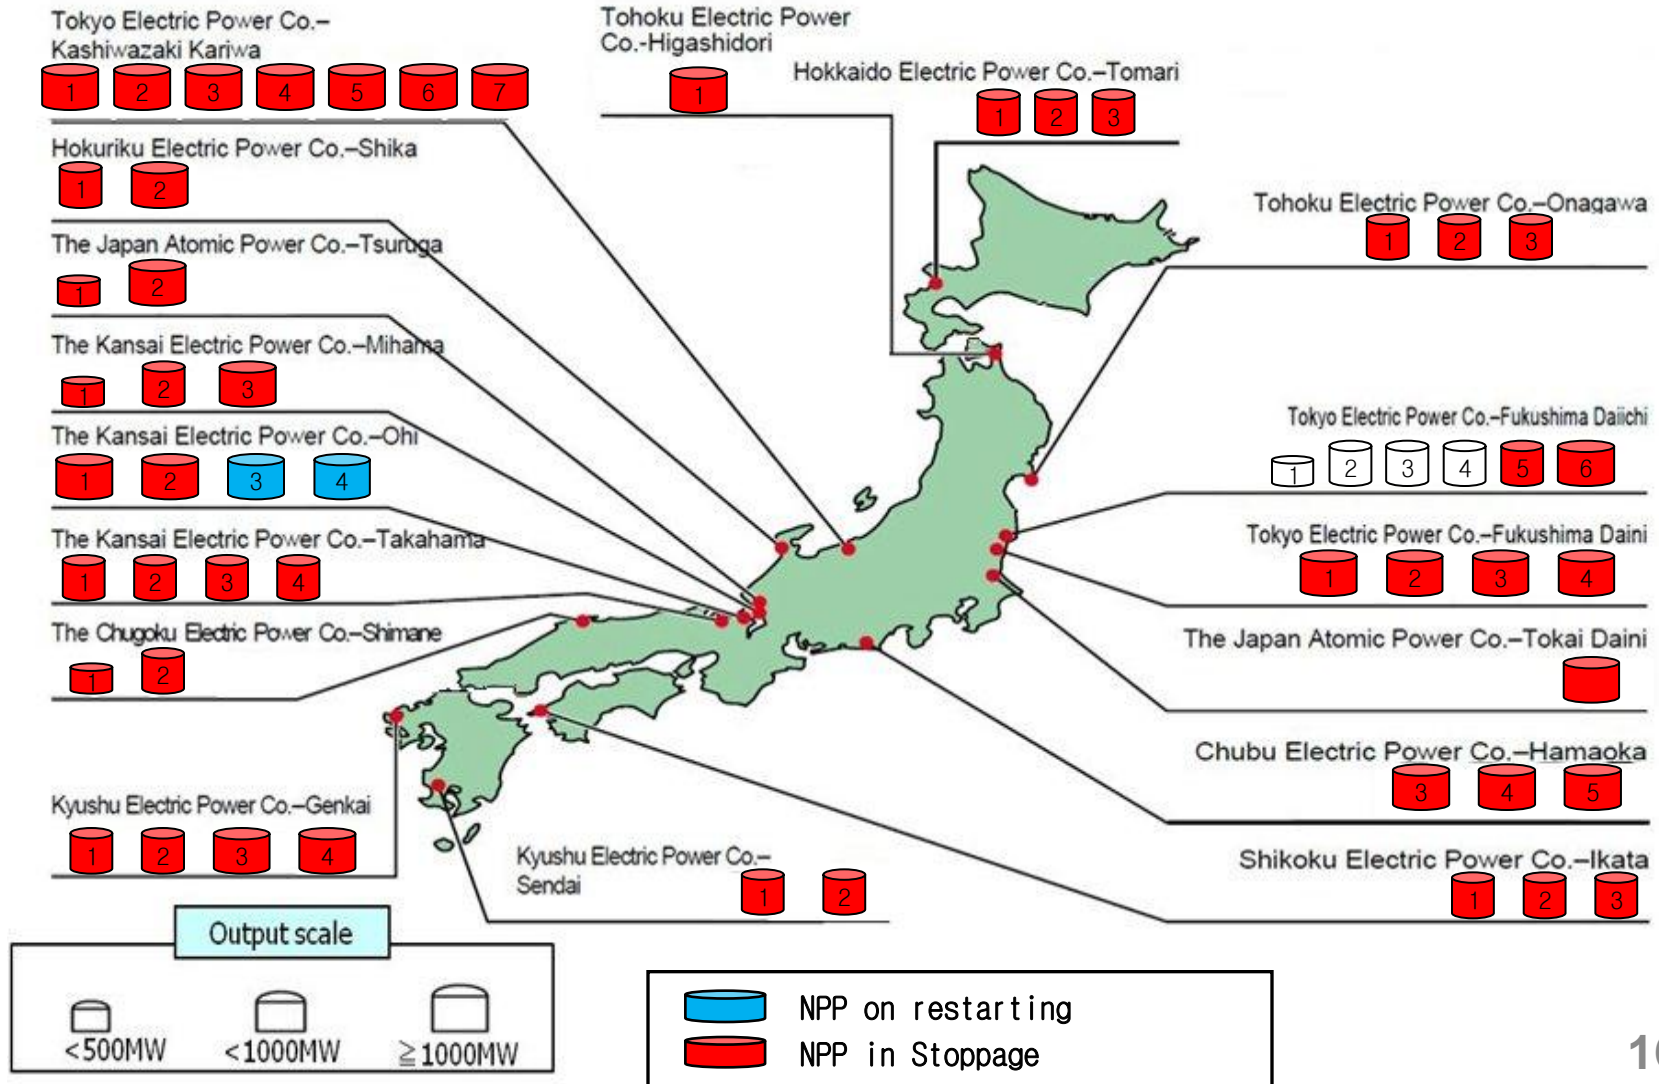 Tokyo Electric Power Co.–
Kashiwazaki Kariwa
1 2 3 4 5 6 7
Hokuriku Electric Power Co.–Shika
1 2
The Japan Atomic Power Co.–Tsuruga
1 2
The Kansai Electric Power Co.–Mihama
1 2 3
The Kansai Electric Power Co.–Ohi
1 2 3 4
The Kansai Electric Power Co.–Takahama
1 2 3 4
The Chugoku Electric Power Co.–Shimane
1 2
Kyushu Electric Power Co.–Genkai
1 2 3 4
Kyushu Electric Power Co.–
Sendai
1 2
Tohoku Electric Power
Co.-Higashidori
1
Hokkaido Electric Power Co.–Tomari
1 2 3
Tohoku Electric Power Co.–Onagawa
1 2 3
Tokyo Electric Power Co.–Fukushima Daiichi
1 2 3 4 5 6
Tokyo Electric Power Co.–Fukushima Daini
1 2 3 4
The Japan Atomic Power Co.–Tokai Daini
Chubu Electric Power Co.–Hamaoka
3 4 5
Shikoku Electric Power Co.–Ikata
1 2 3
Output scale
<500MW <1000MW ≧1000MW
NPP on restarting
NPP in Stoppage